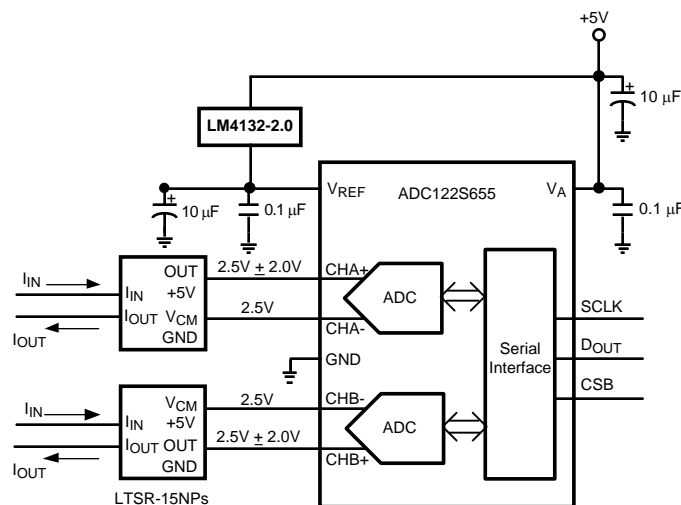 +5V
10 μF
LM4132-2.0
10 μF
0.1 μF
VREF
ADC122S655
VA
0.1 μF
IIN
IIN
IOUT
IOUT
OUT
+5V
VCM
GND
2.5V ± 2.0V
2.5V
CHA+
CHA-
ADC
GND
Serial
Interface
SCLK
DOUT
CSB
IIN
IIN
IOUT
IOUT
VCM
+5V
OUT
GND
2.5V
2.5V ± 2.0V
CHB-
CHB+
ADC
LTSR-15NPs